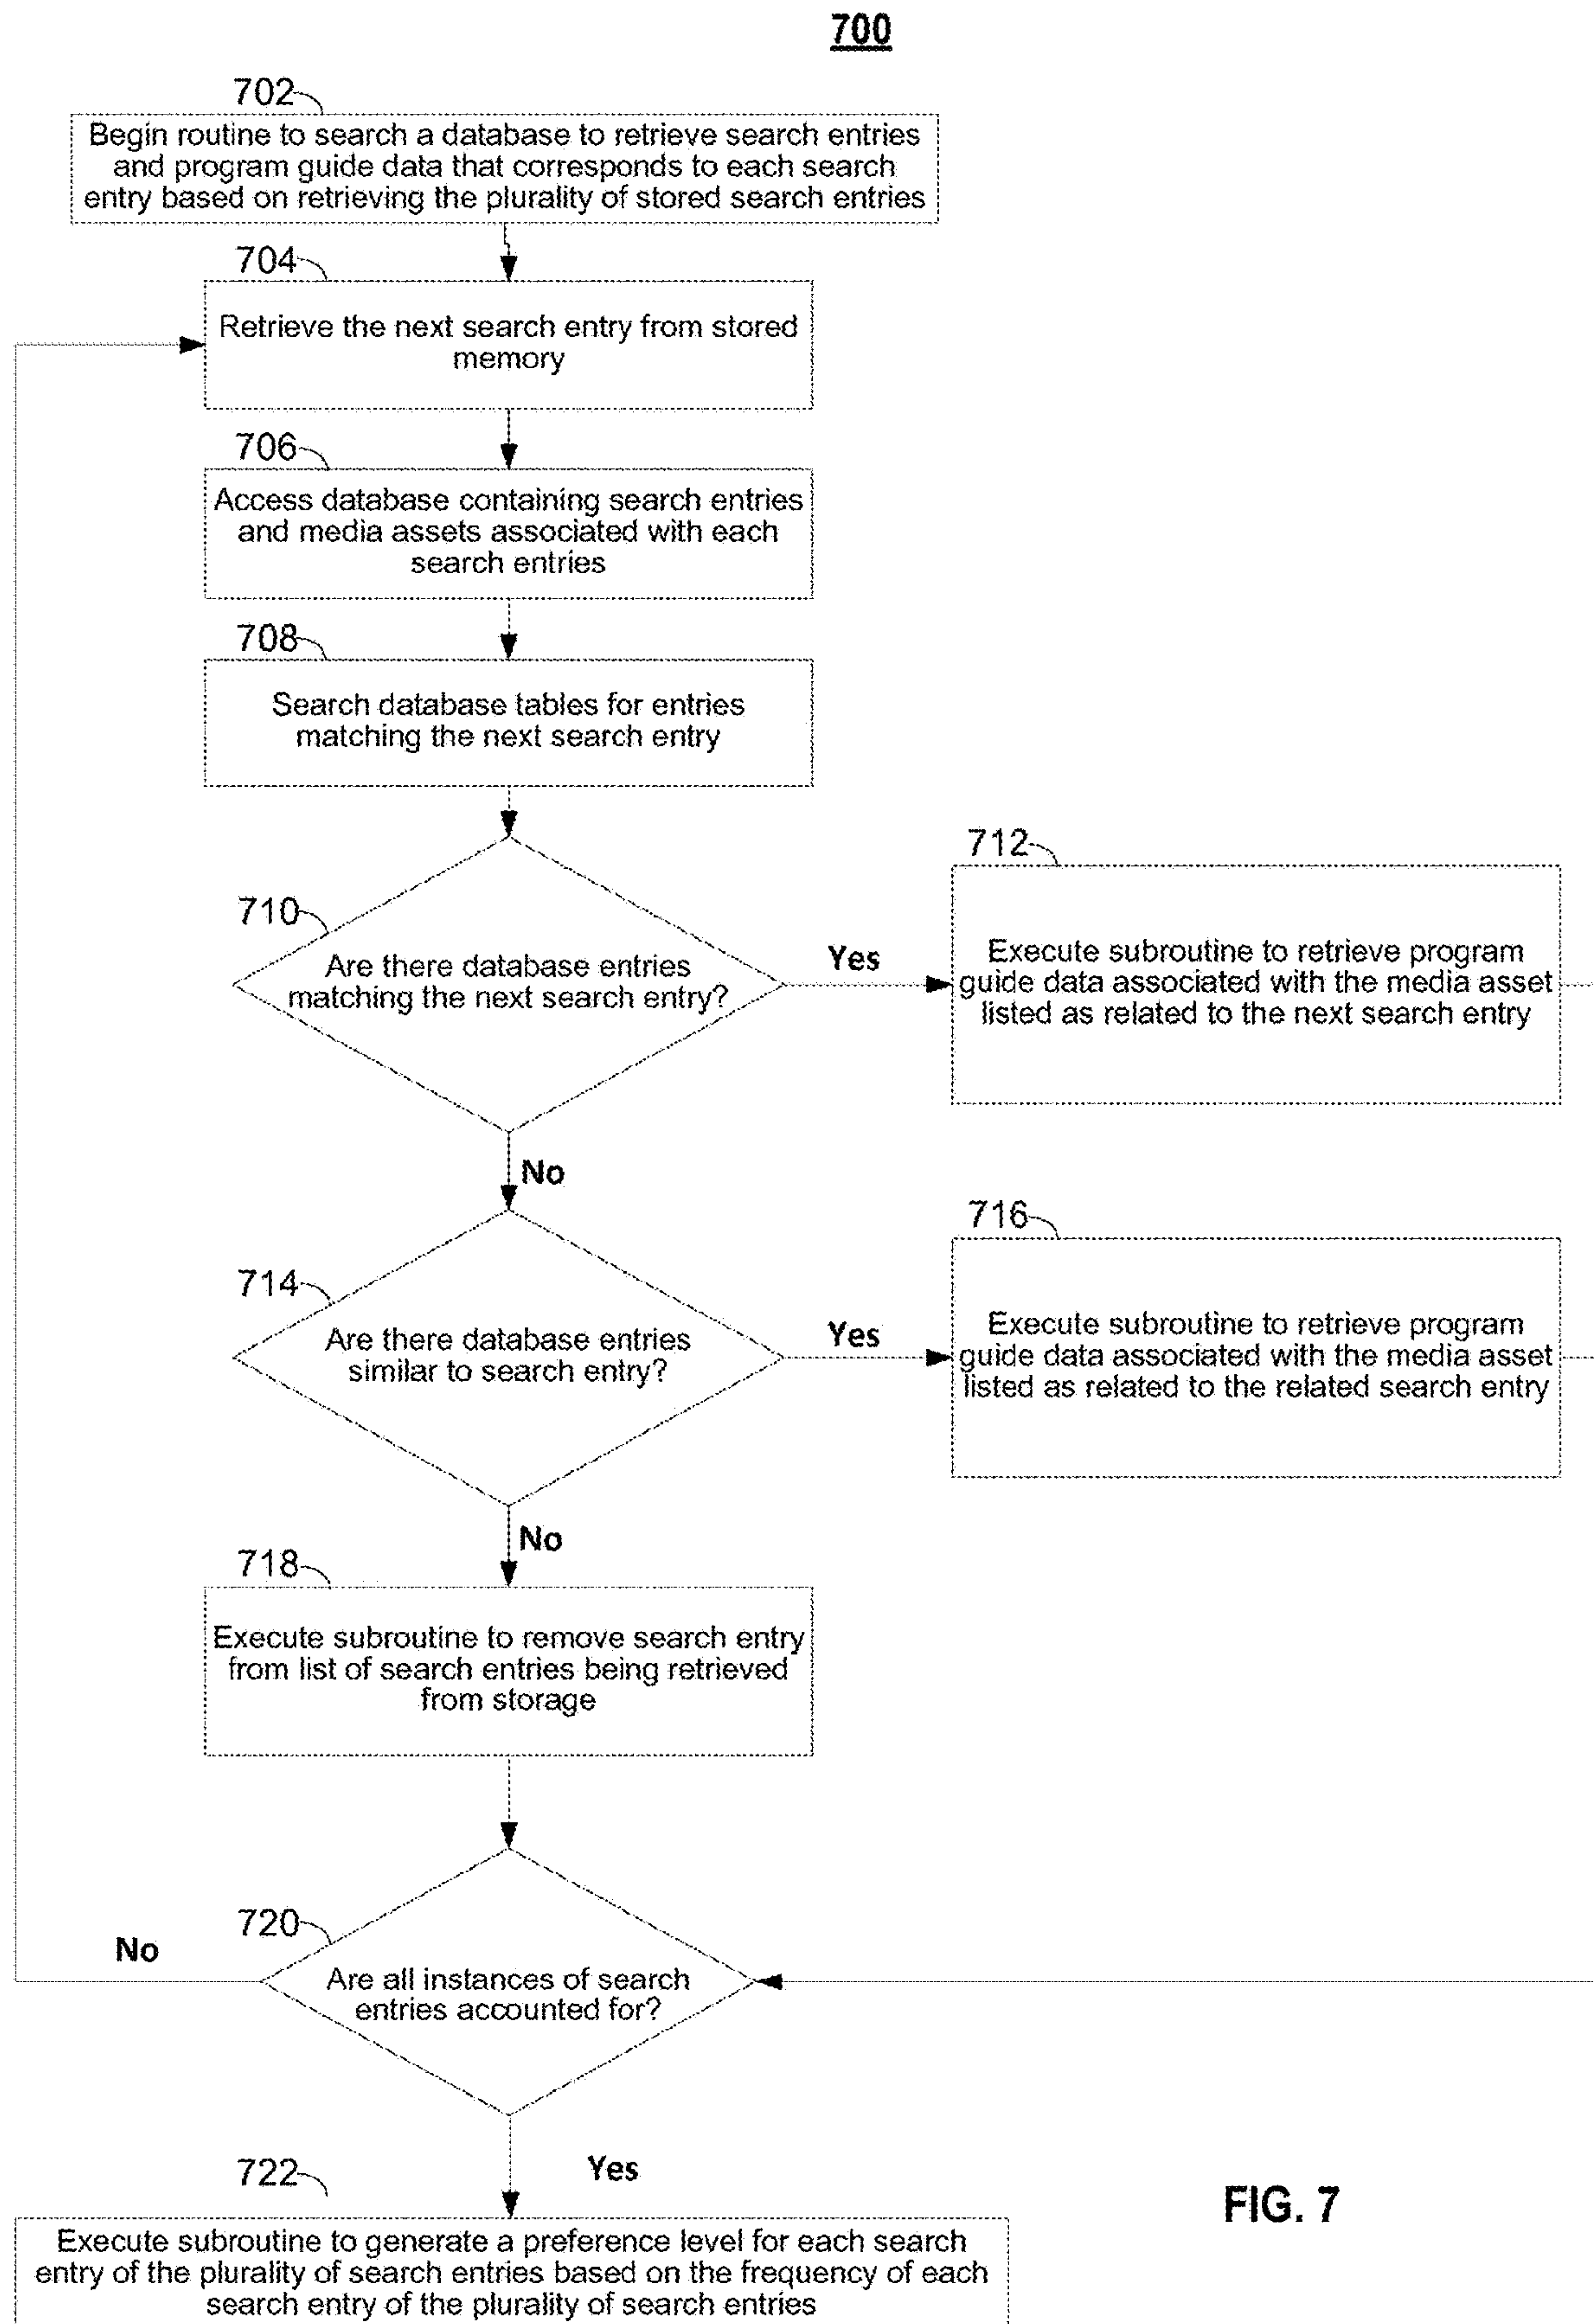 700
702
Begin routine to search a database to retrieve search entries
and program guide data that corresponds to each search
entry based on retrieving the plurality of stored search entries
704
Retrieve the next search entry from stored
memory
706
Access database containing search entries
and media assets associated with each
search entries
708
Search database tables for entries
matching the next search entry
710
Are there database entries
matching the next search entry?
Yes
712
Execute subroutine to retrieve program
guide data associated with the media asset
listed as related to the next search entry
No
714
Are there database entries
similar to search entry?
Yes
716
Execute subroutine to retrieve program
guide data associated with the media asset
listed as related to the related search entry
No
718
Execute subroutine to remove search entry
from list of search entries being retrieved
from storage
720
No
Are all instances of search
entries accounted for?
Yes
722
Execute subroutine to generate a preference level for each search
entry of the plurality of search entries based on the frequency of each
search entry of the plurality of search entries
FIG. 7